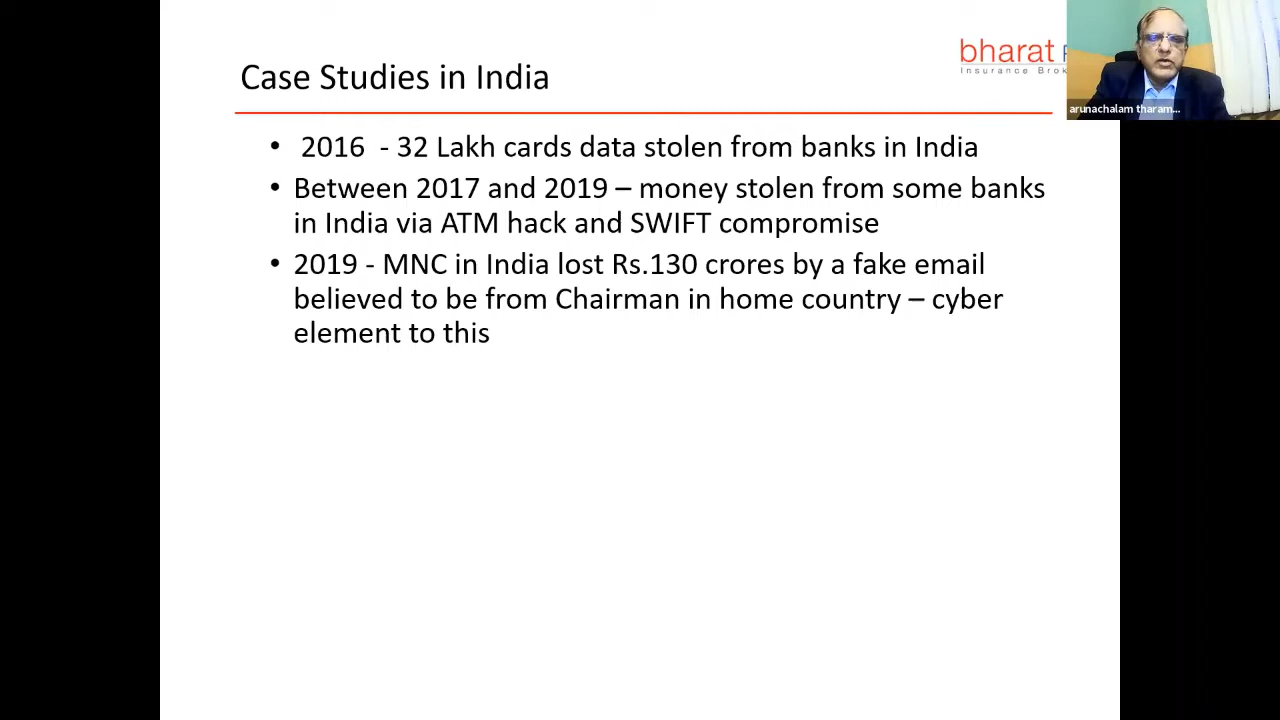 Case Studies in India
bharat
Insurance Brok
arunachalam tharam...
• 2016 - 32 Lakh cards data stolen from banks in India
• Between 2017 and 2019 – money stolen from some banks
in India via ATM hack and SWIFT compromise
• 2019 - MNC in India lost Rs.130 crores by a fake email
believed to be from Chairman in home country – cyber
element to this